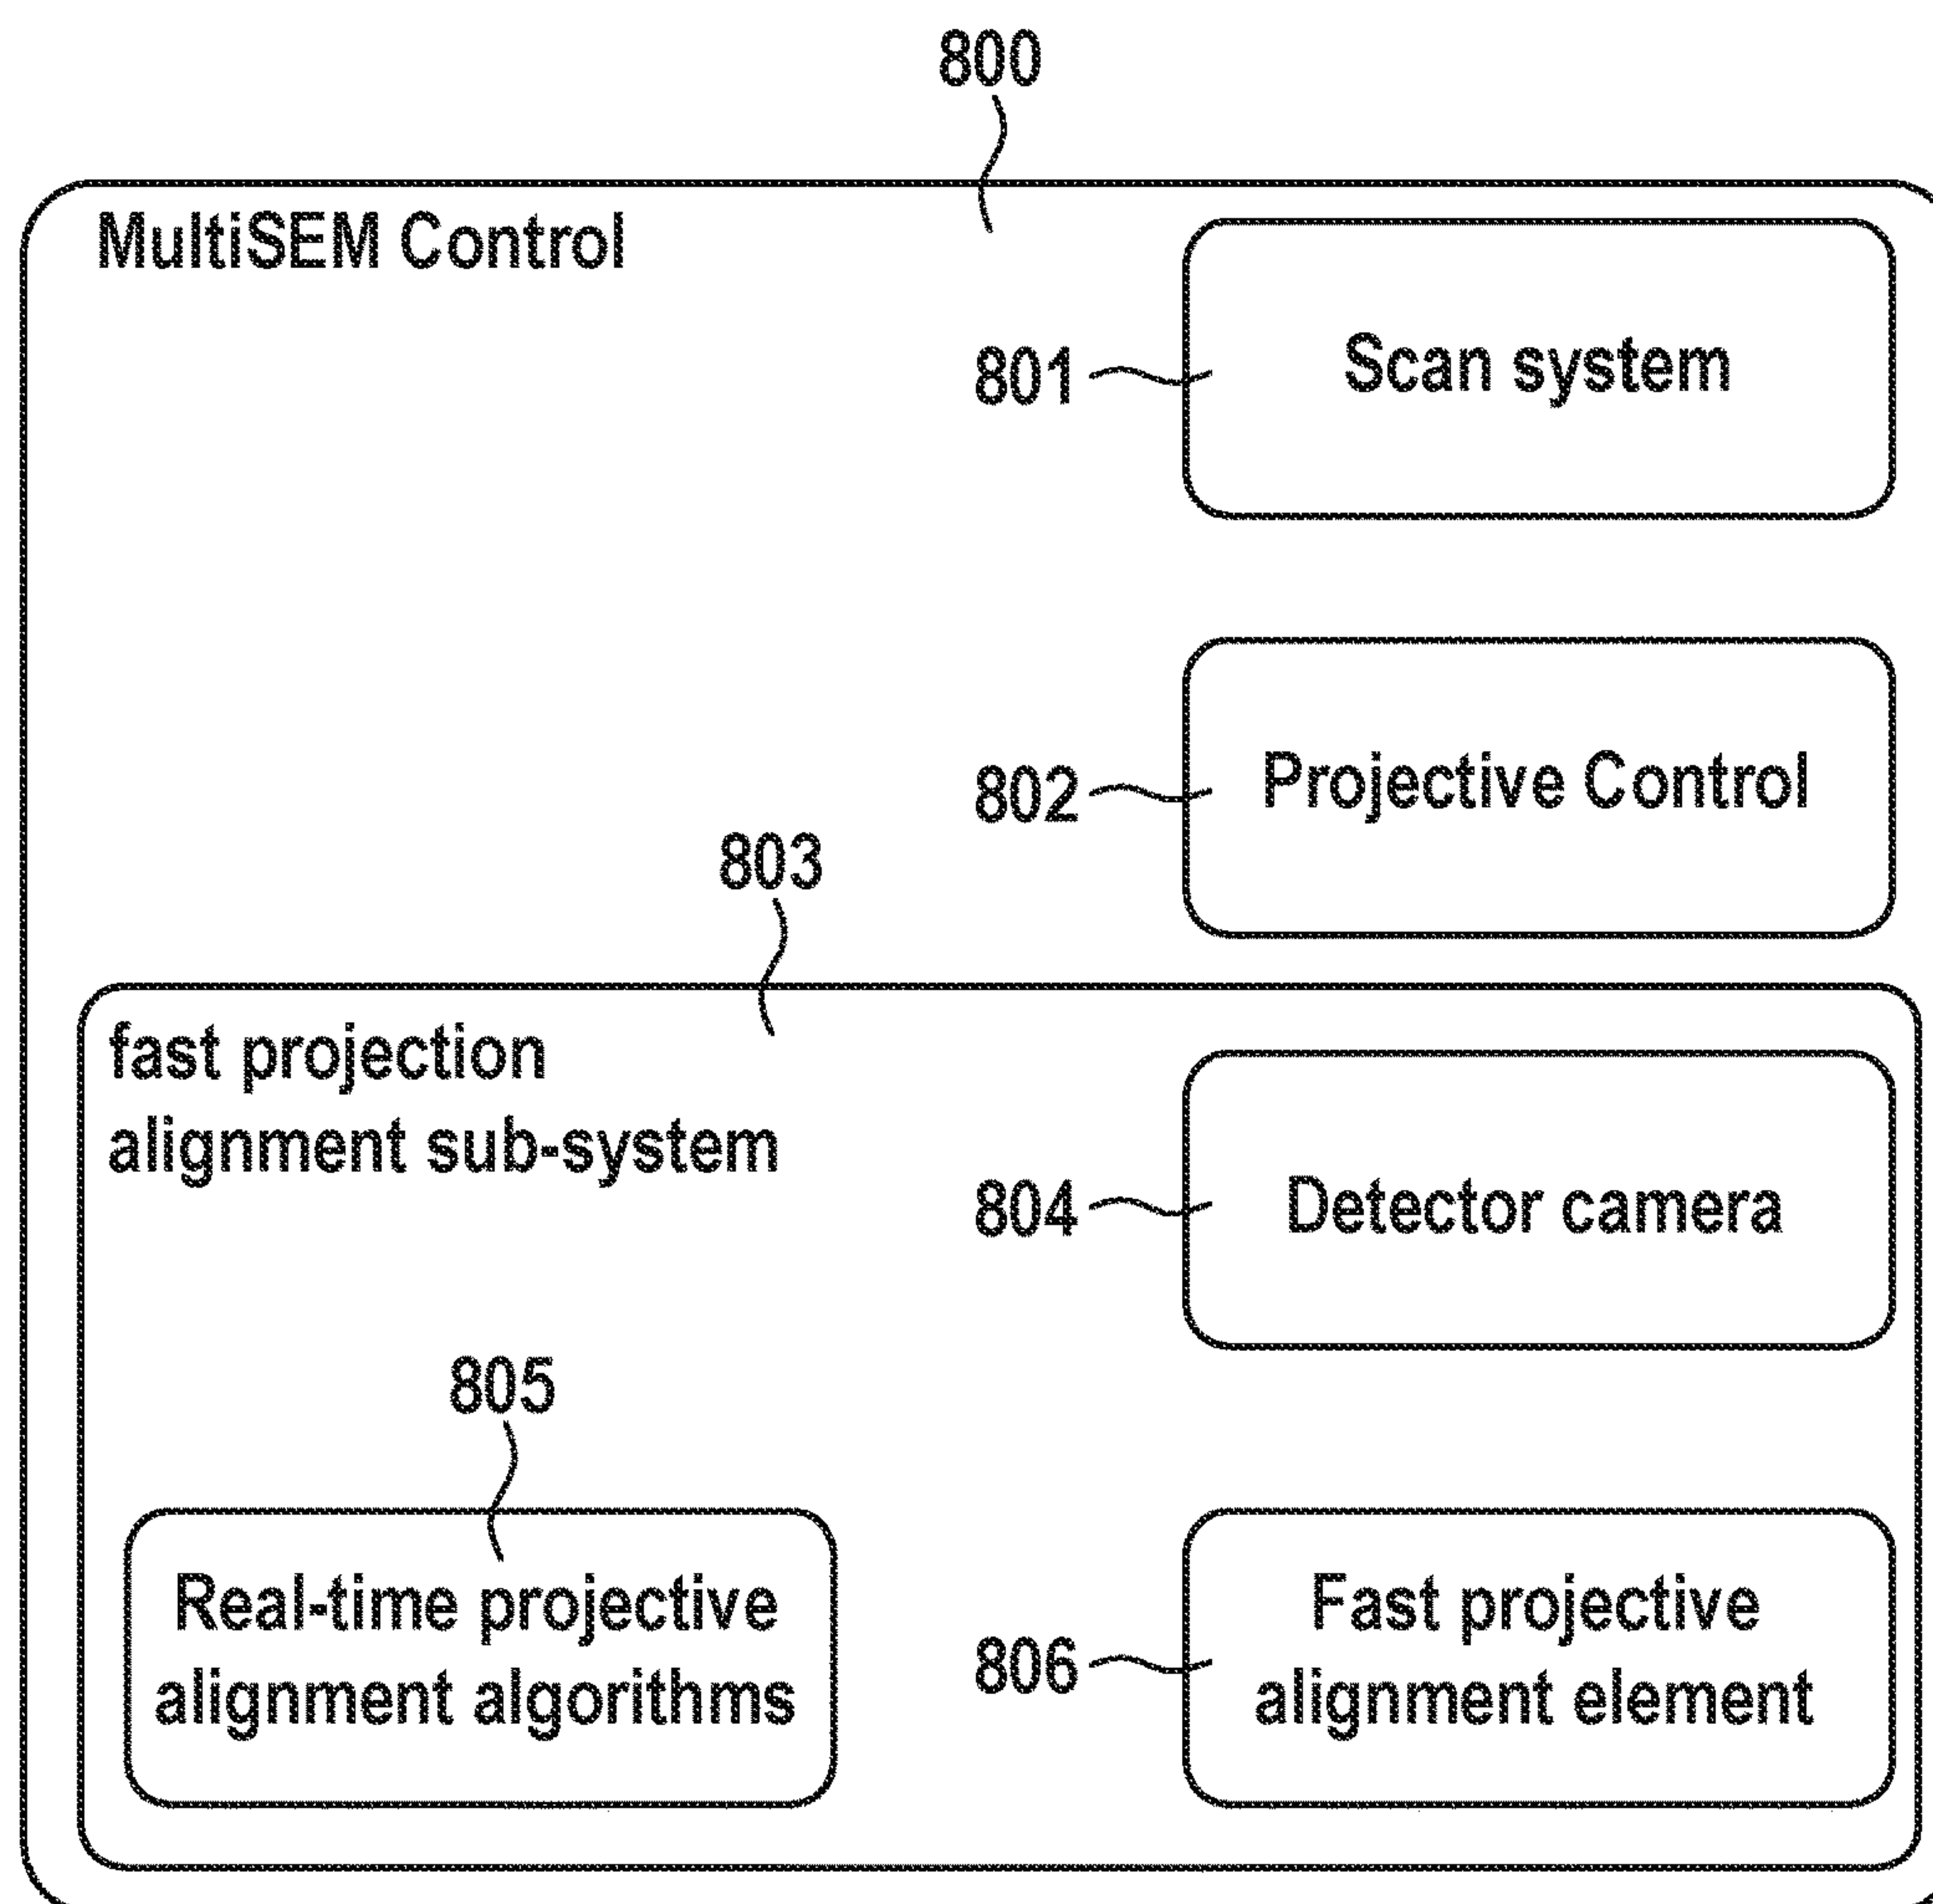 800
MultiSEM Control
801
Scan system
802
Projective Control
803
fast projection
alignment sub-system
804
Detector camera
805
Real-time projective
alignment algorithms
806
Fast projective
alignment element